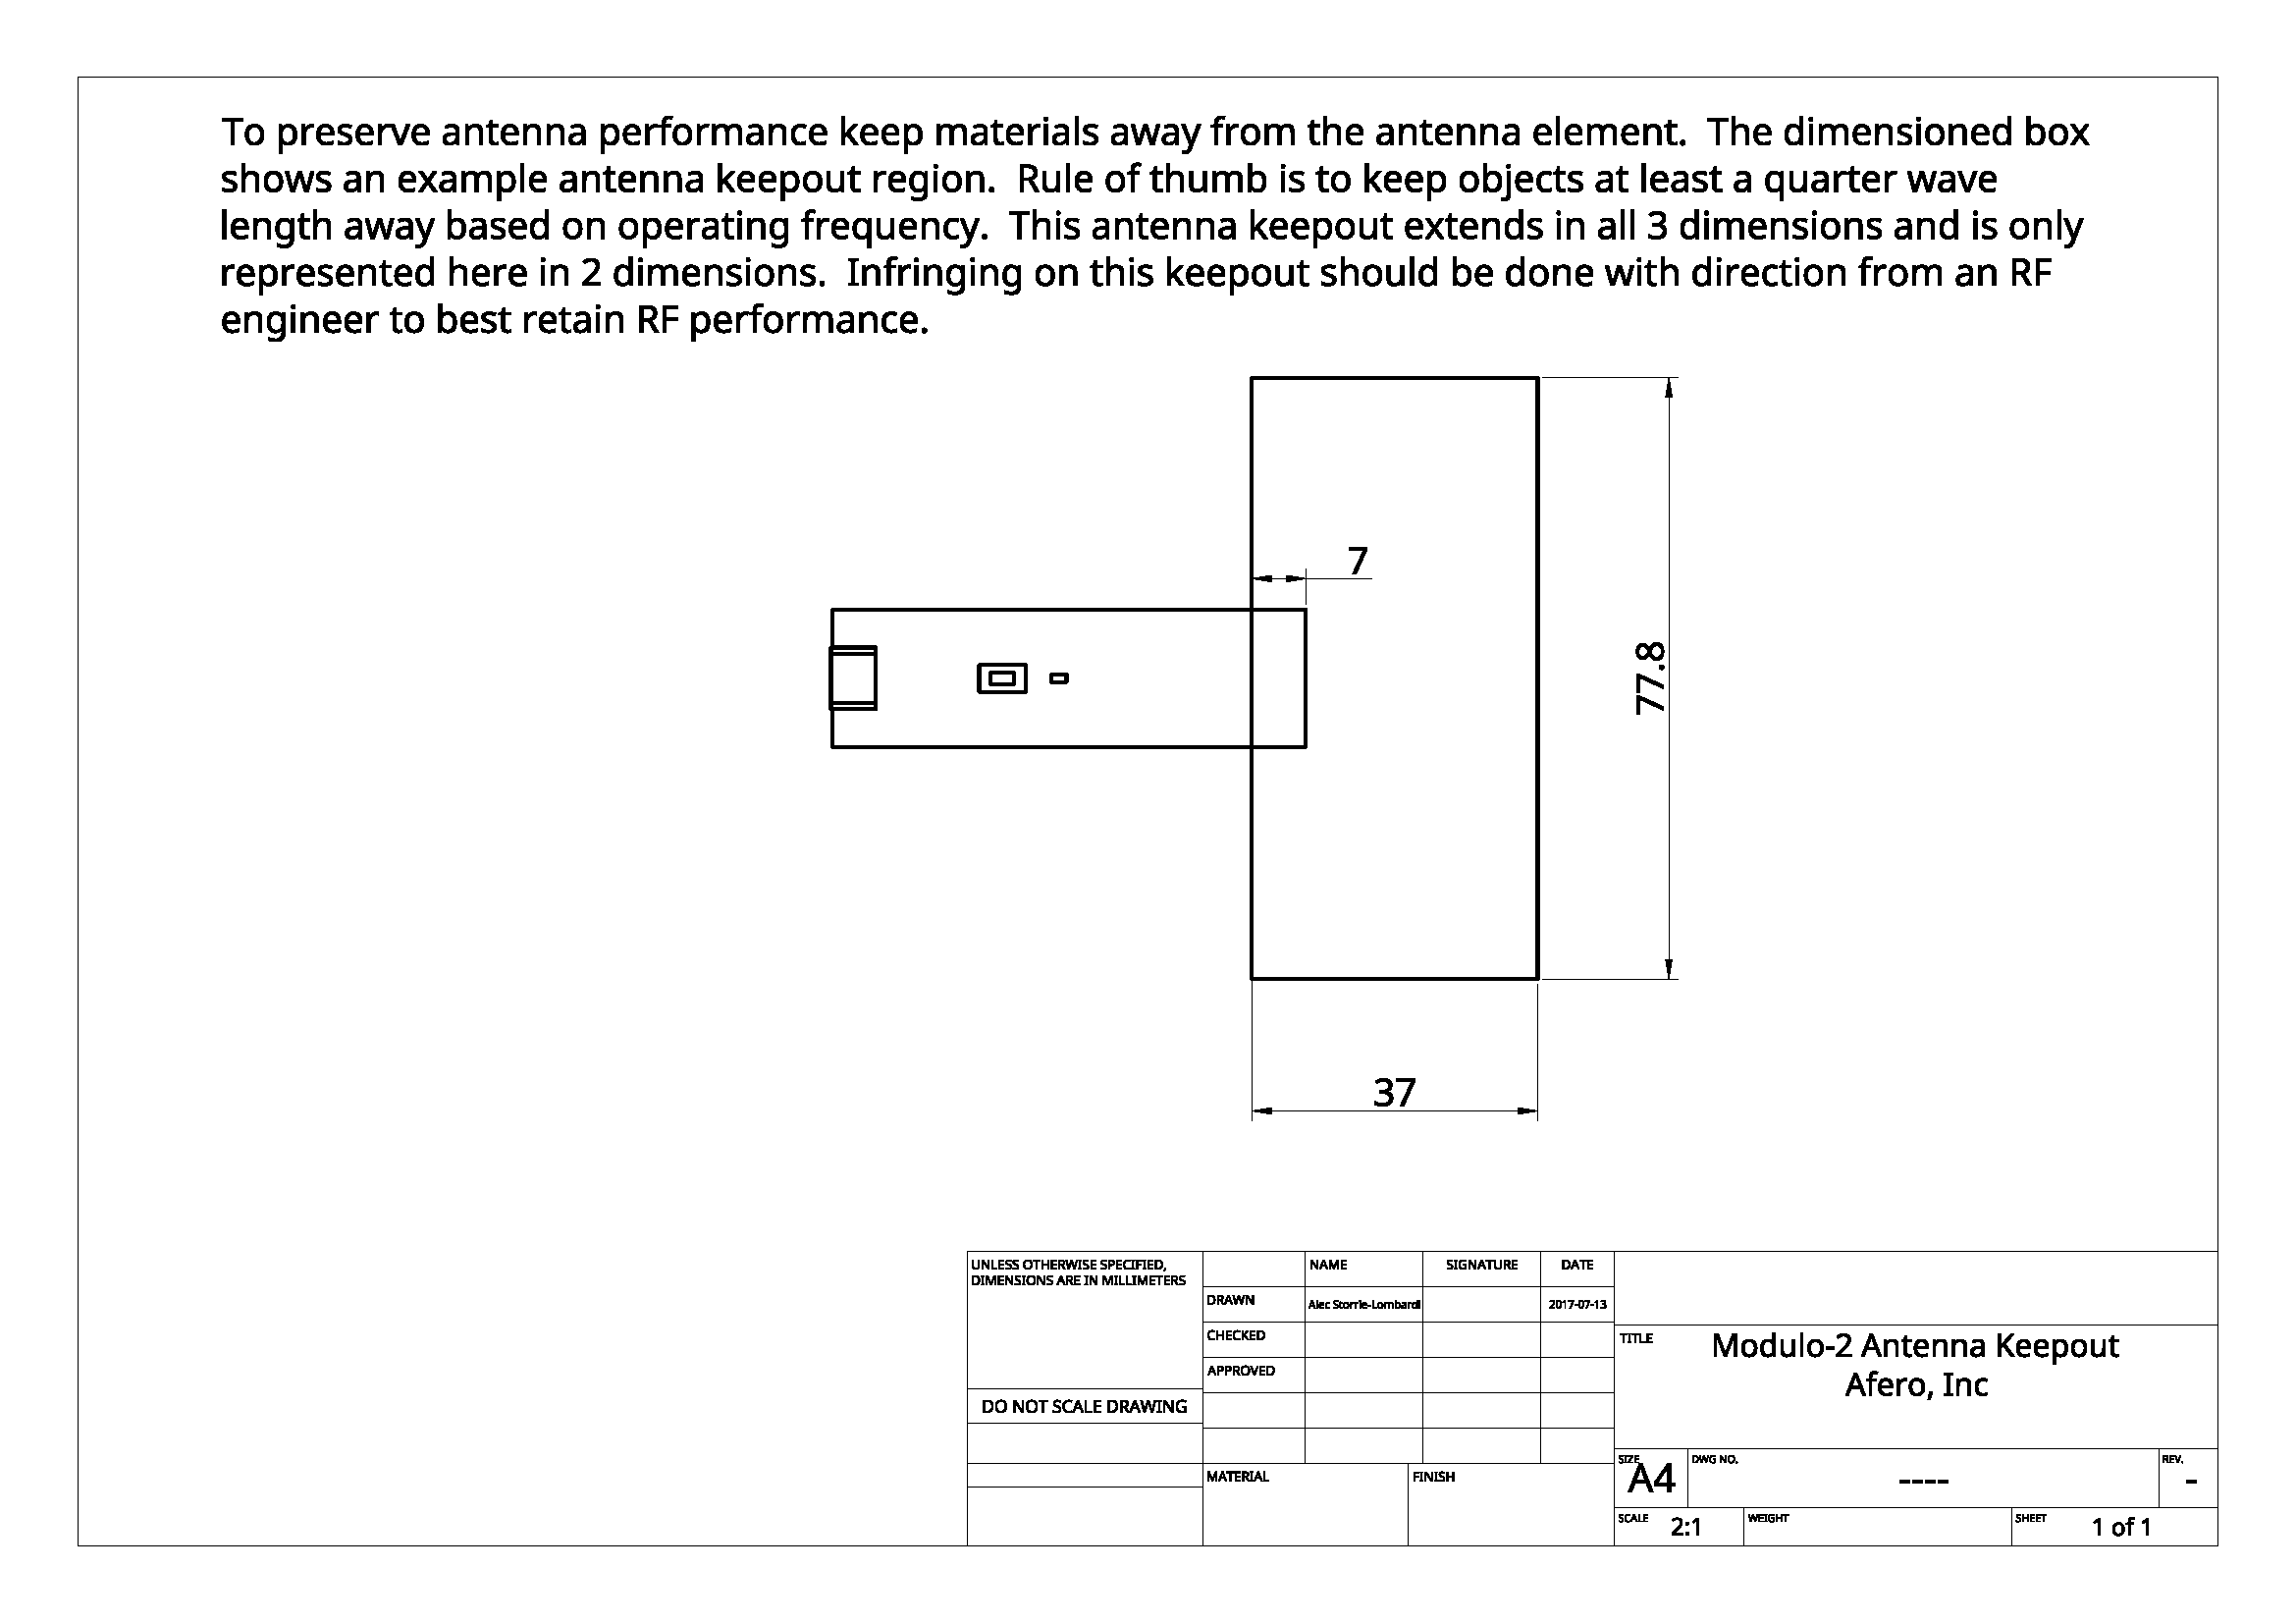 To preserve antenna performance keep materials away from the antenna element.  The dimensioned box
shows an example antenna keepout region.  Rule of thumb is to keep objects at least a quarter wave
length away based on operating frequency.  This antenna keepout extends in all 3 dimensions and is only
represented here in 2 dimensions.  Infringing on this keepout should be done with direction from an RF
engineer to best retain RF performance.
7
77.8
37
UNLESS OTHERWISE SPECIFIED,
DIMENSIONS ARE IN MILLIMETERS
DO NOT SCALE DRAWING
NAME SIGNATURE DATE
DRAWN Alec Storrie-Lombardi 2017-07-13
CHECKED
APPROVED
MATERIAL FINISH
TITLE Modulo-2 Antenna Keepout
Afero, Inc
SIZE A4 DWG NO. ---- REV. -
SCALE 2:1 WEIGHT SHEET 1 of 1